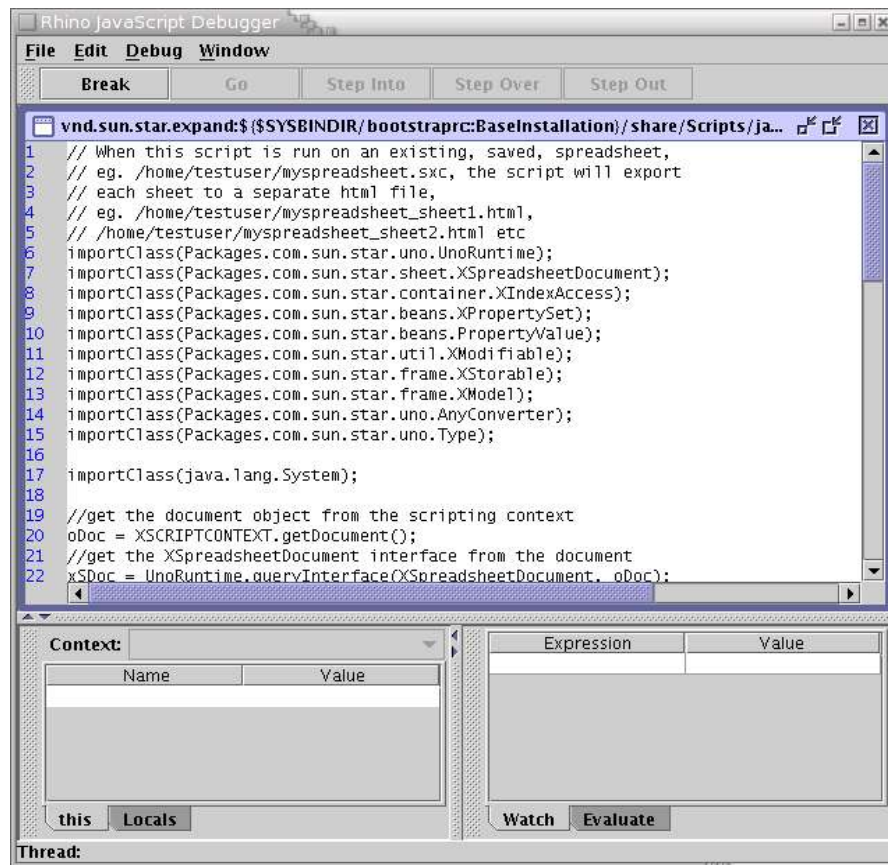 Rhino JavaScript Debugger
File Edit Debug Window
Break Go Step Into Step Over Step Out
vnd.sun.star.expand:${$SYSBINDIR/bootstraprc::BaseInstallation}/share/Scripts/ja...
1 // When this script is run on an existing, saved, spreadsheet,
2 // eg. /home/testuser/myspreadsheet.sxc, the script will export
3 // each sheet to a separate html file,
4 // eg. /home/testuser/myspreadsheet_sheet1.html,
5 // /home/testuser/myspreadsheet_sheet2.html etc
6 importClass(Packages.com.sun.star.uno.UnoRuntime);
7 importClass(Packages.com.sun.star.sheet.XSpreadsheetDocument);
8 importClass(Packages.com.sun.star.container.XIndexAccess);
9 importClass(Packages.com.sun.star.beans.XPropertySet);
10 importClass(Packages.com.sun.star.beans.PropertyValue);
11 importClass(Packages.com.sun.star.util.XModifiable);
12 importClass(Packages.com.sun.star.frame.XStorable);
13 importClass(Packages.com.sun.star.frame.XModel);
14 importClass(Packages.com.sun.star.uno.AnyConverter);
15 importClass(Packages.com.sun.star.uno.Type);
16
17 importClass(java.lang.System);
18
19 //get the document object from the scripting context
20 oDoc = XSCRIPTCONTEXT.getDocument();
21 //get the XSpreadsheetDocument interface from the document
22 xSDoc = UnoRuntime.queryInterface(XSpreadsheetDocument, oDoc);
Context:
Name Value
this Locals
Expression Value
Watch Evaluate
Thread: